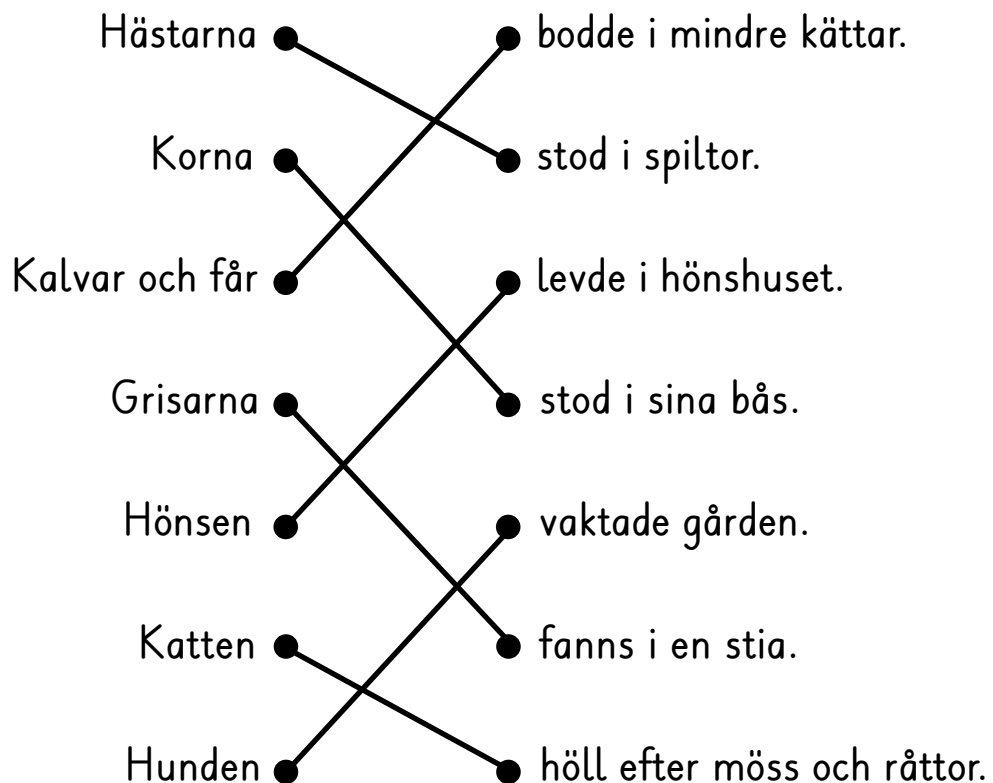 Hästarna bodde i mindre kättar.
Korna stod i spiltor.
Kalvar och får levde i hönshuset.
Grisarna stod i sina bås.
Hönsen vaktade gården.
Katten fanns i en stia.
Hunden höll efter möss och råttor.